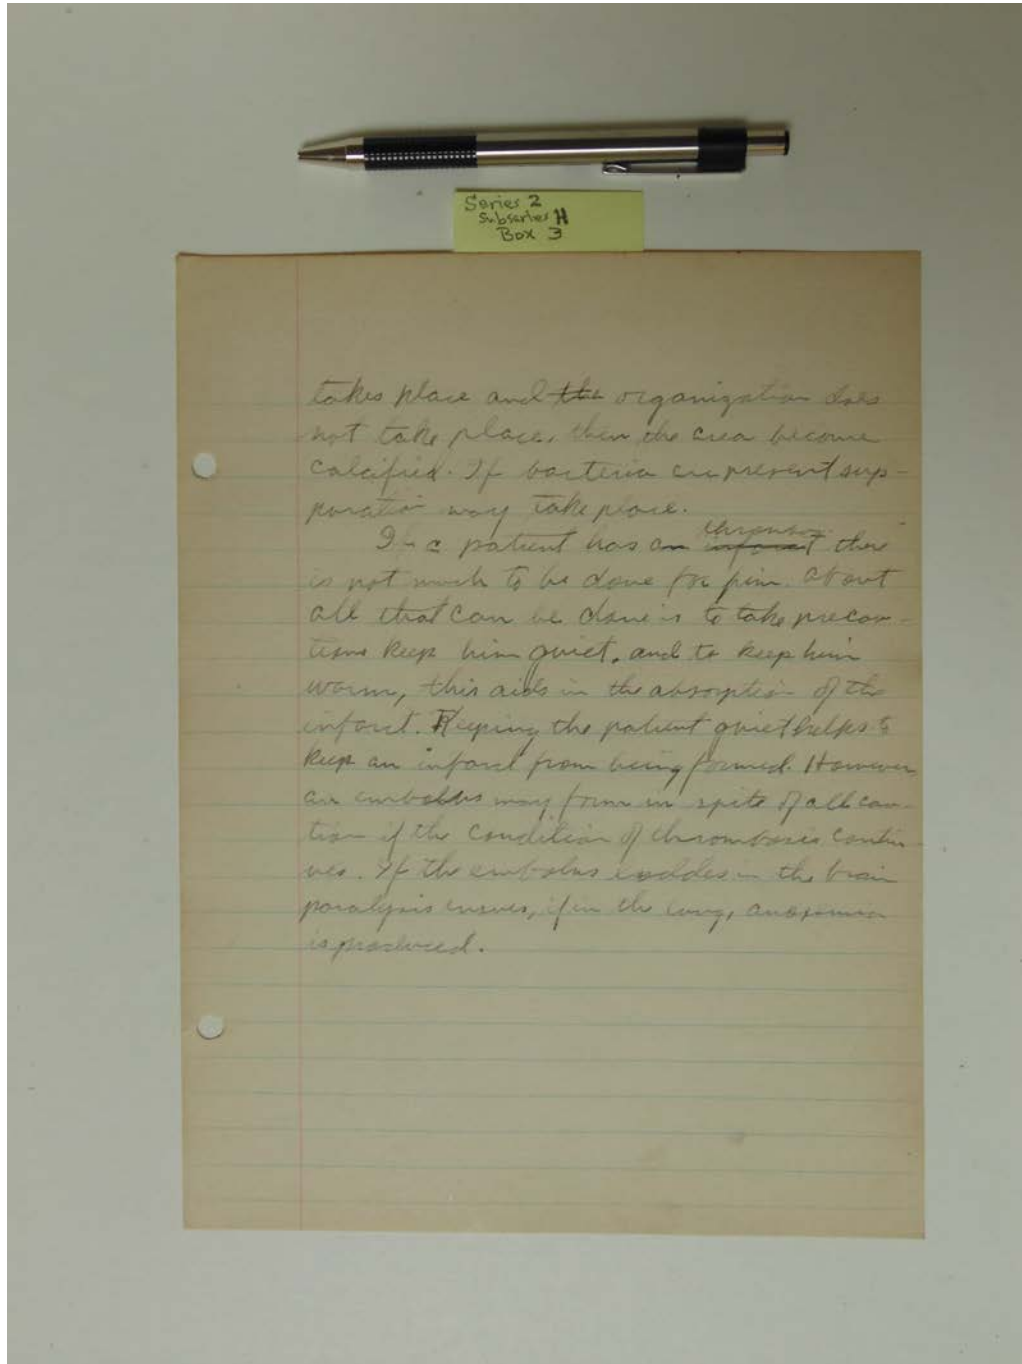 Series 2
Subseries H
Box 3
takes place and the organization does
not take place, then the area become
calcified. If bacteria are present sup-
puration may take place.
If a patient has an infarct thrombus there
is not much to be done for him. About
all that can be done is to take precau-
tions keep him quiet, and to keep him
warm, this aids in the absorption of the
infarct. Keeping the patient quiet helps to
keep an infarct from being formed. However
an embolus may form in spite of all cau-
tion if the condition of thrombosis contin-
ues. If the embolus in the brain
paralysis ensues, if in the lung,
is produced.